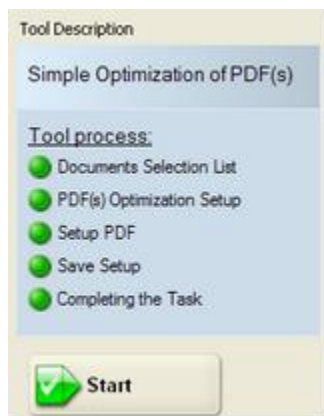 Tool Description
Simple Optimization of PDF(s)
Tool process:
Documents Selection List
PDF(s) Optimization Setup
Setup PDF
Save Setup
Completing the Task
Start